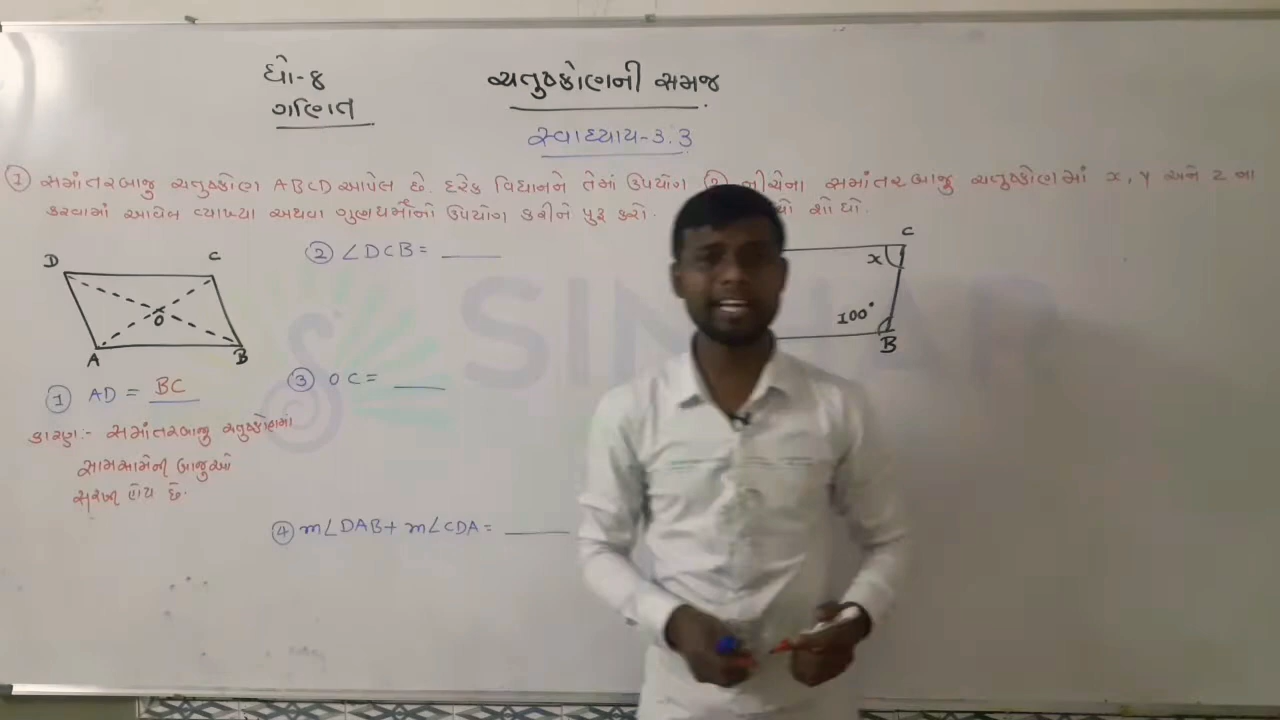 ધો-8
ગણિત
ચતુષ્કોણની સમજ
સ્વાધ્યાય-3.3
① સમાંતરબાજુ ચતુષ્કોણ ABCD આપેલ છે. દરેક વિધાનને તેમાં ઉપયોગ
કરવામાં આવેલ વ્યાખ્યા અથવા ગુણધર્મોનો ઉપયોગ કરીને પુરૂ કરો.
D C
O
A B
① AD = BC
કારણ:- સમાંતરબાજુ ચતુષ્કોણમાં
સામસામેની બાજુઓ
સરખી હોય છે.
② ∠DCB = ____
③ OC = ____
④ m∠DAB + m∠CDA = ____
② નીચેના સમાંતરબાજુ ચતુષ્કોણમાં x, y અને z ના
શોધો.
C
x
100°
B